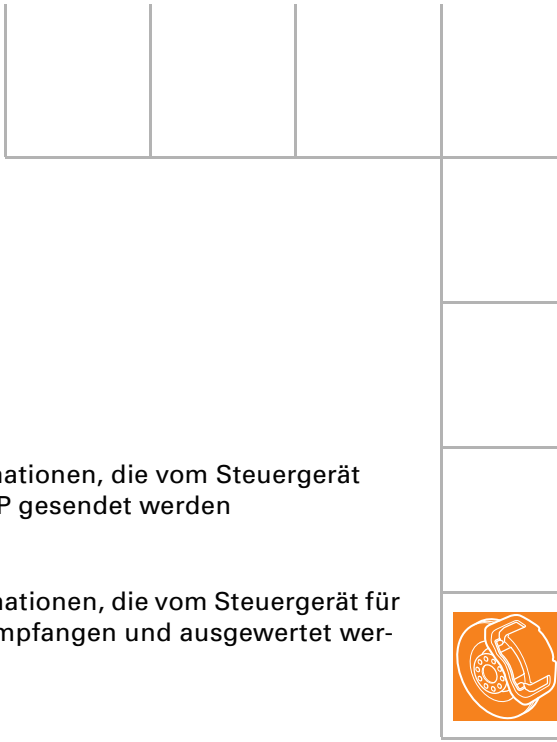 nationen, die vom Steuergerät
P gesendet werden
nationen, die vom Steuergerät für
mpfangen und ausgewertet wer-